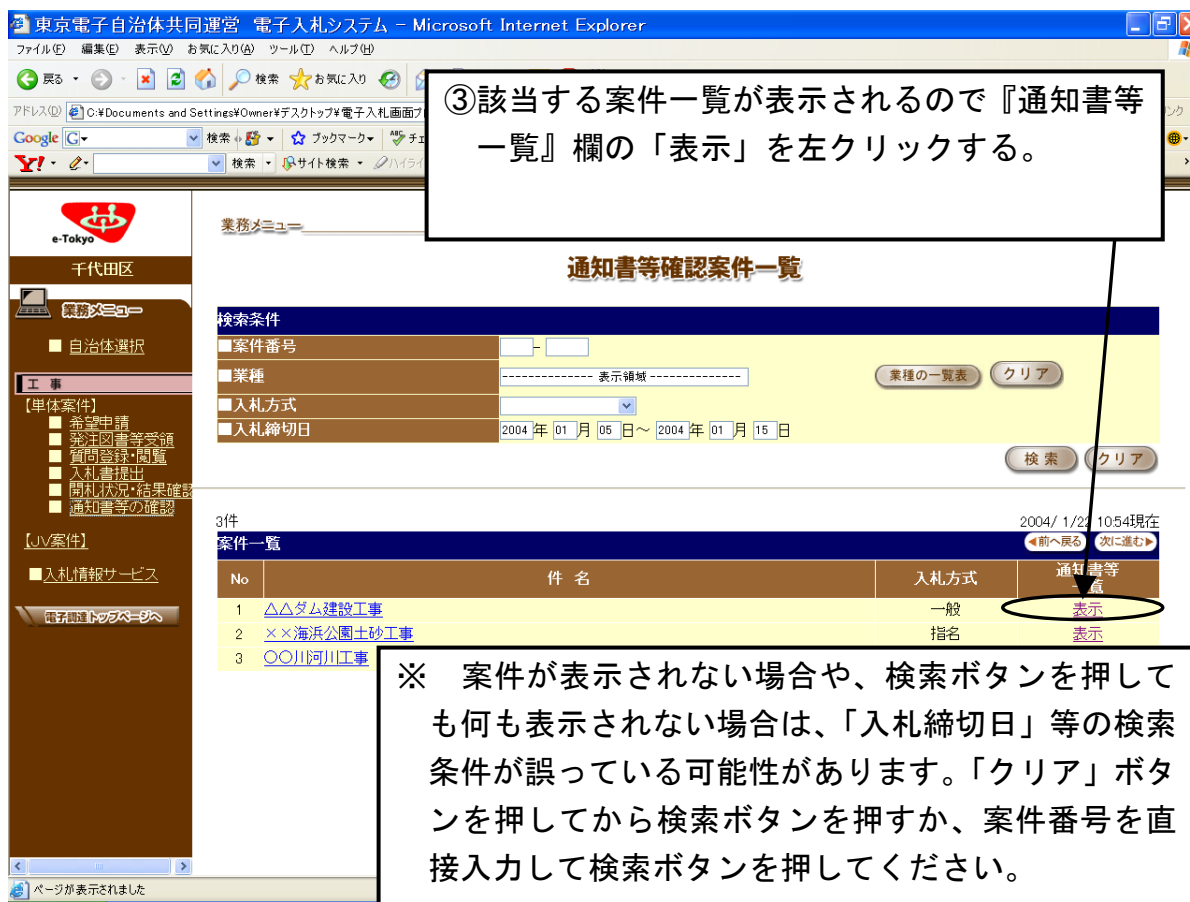 東京電子自治体共同運営 電子入札システム - Microsoft Internet Explorer
ファイル(F) 編集(E) 表示(V) お気に入り(A) ツール(T) ヘルプ(H)
戻る 検索 お気に入り
アドレス(D) C:¥Documents and Settings¥Owner¥デスクトップ¥電子入札画面プ
Google 検索 ブックマーク
Y! 検索 サイト検索
③該当する案件一覧が表示されるので『通知書等
一覧』欄の「表示」を左クリックする。
e-Tokyo
千代田区
業務メニュー
自治体選択
工 事
【単体案件】
希望申請
発注図書等受領
質問登録・閲覧
入札書提出
開札状況・結果確認
通知書等の確認
【JV案件】
入札情報サービス
電子調達トップページへ
業務メニュー
通知書等確認案件一覧
検索条件
■案件番号 -
■業種 -------------- 表示領域 -------------- 業種の一覧表 クリア
■入札方式
■入札締切日 2004 年 01 月 05 日～ 2004 年 01 月 15 日
検 索 クリア
3件 2004/ 1/22 10:54現在
案件一覧 ◀前へ戻る 次に進む▶
No 件 名 入札方式 通知書等一覧
1 △△ダム建設工事 一般 表示
2 ××海浜公園土砂工事 指名 表示
3 〇〇川河川工事
※ 案件が表示されない場合や、検索ボタンを押して
も何も表示されない場合は、「入札締切日」等の検索
条件が誤っている可能性があります。「クリア」ボタ
ンを押してから検索ボタンを押すか、案件番号を直
接入力して検索ボタンを押してください。
ページが表示されました